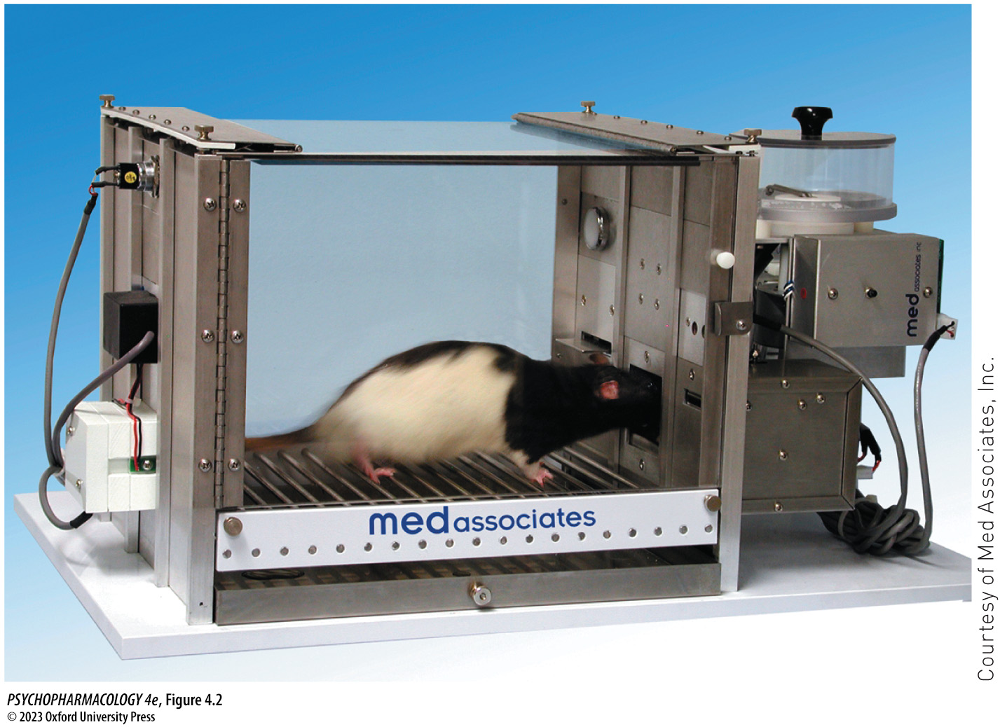 med associates inc
med associates
Courtesy of Med Associates, Inc.
PSYCHOPHARMACOLOGY 4e, Figure 4.2
© 2023 Oxford University Press